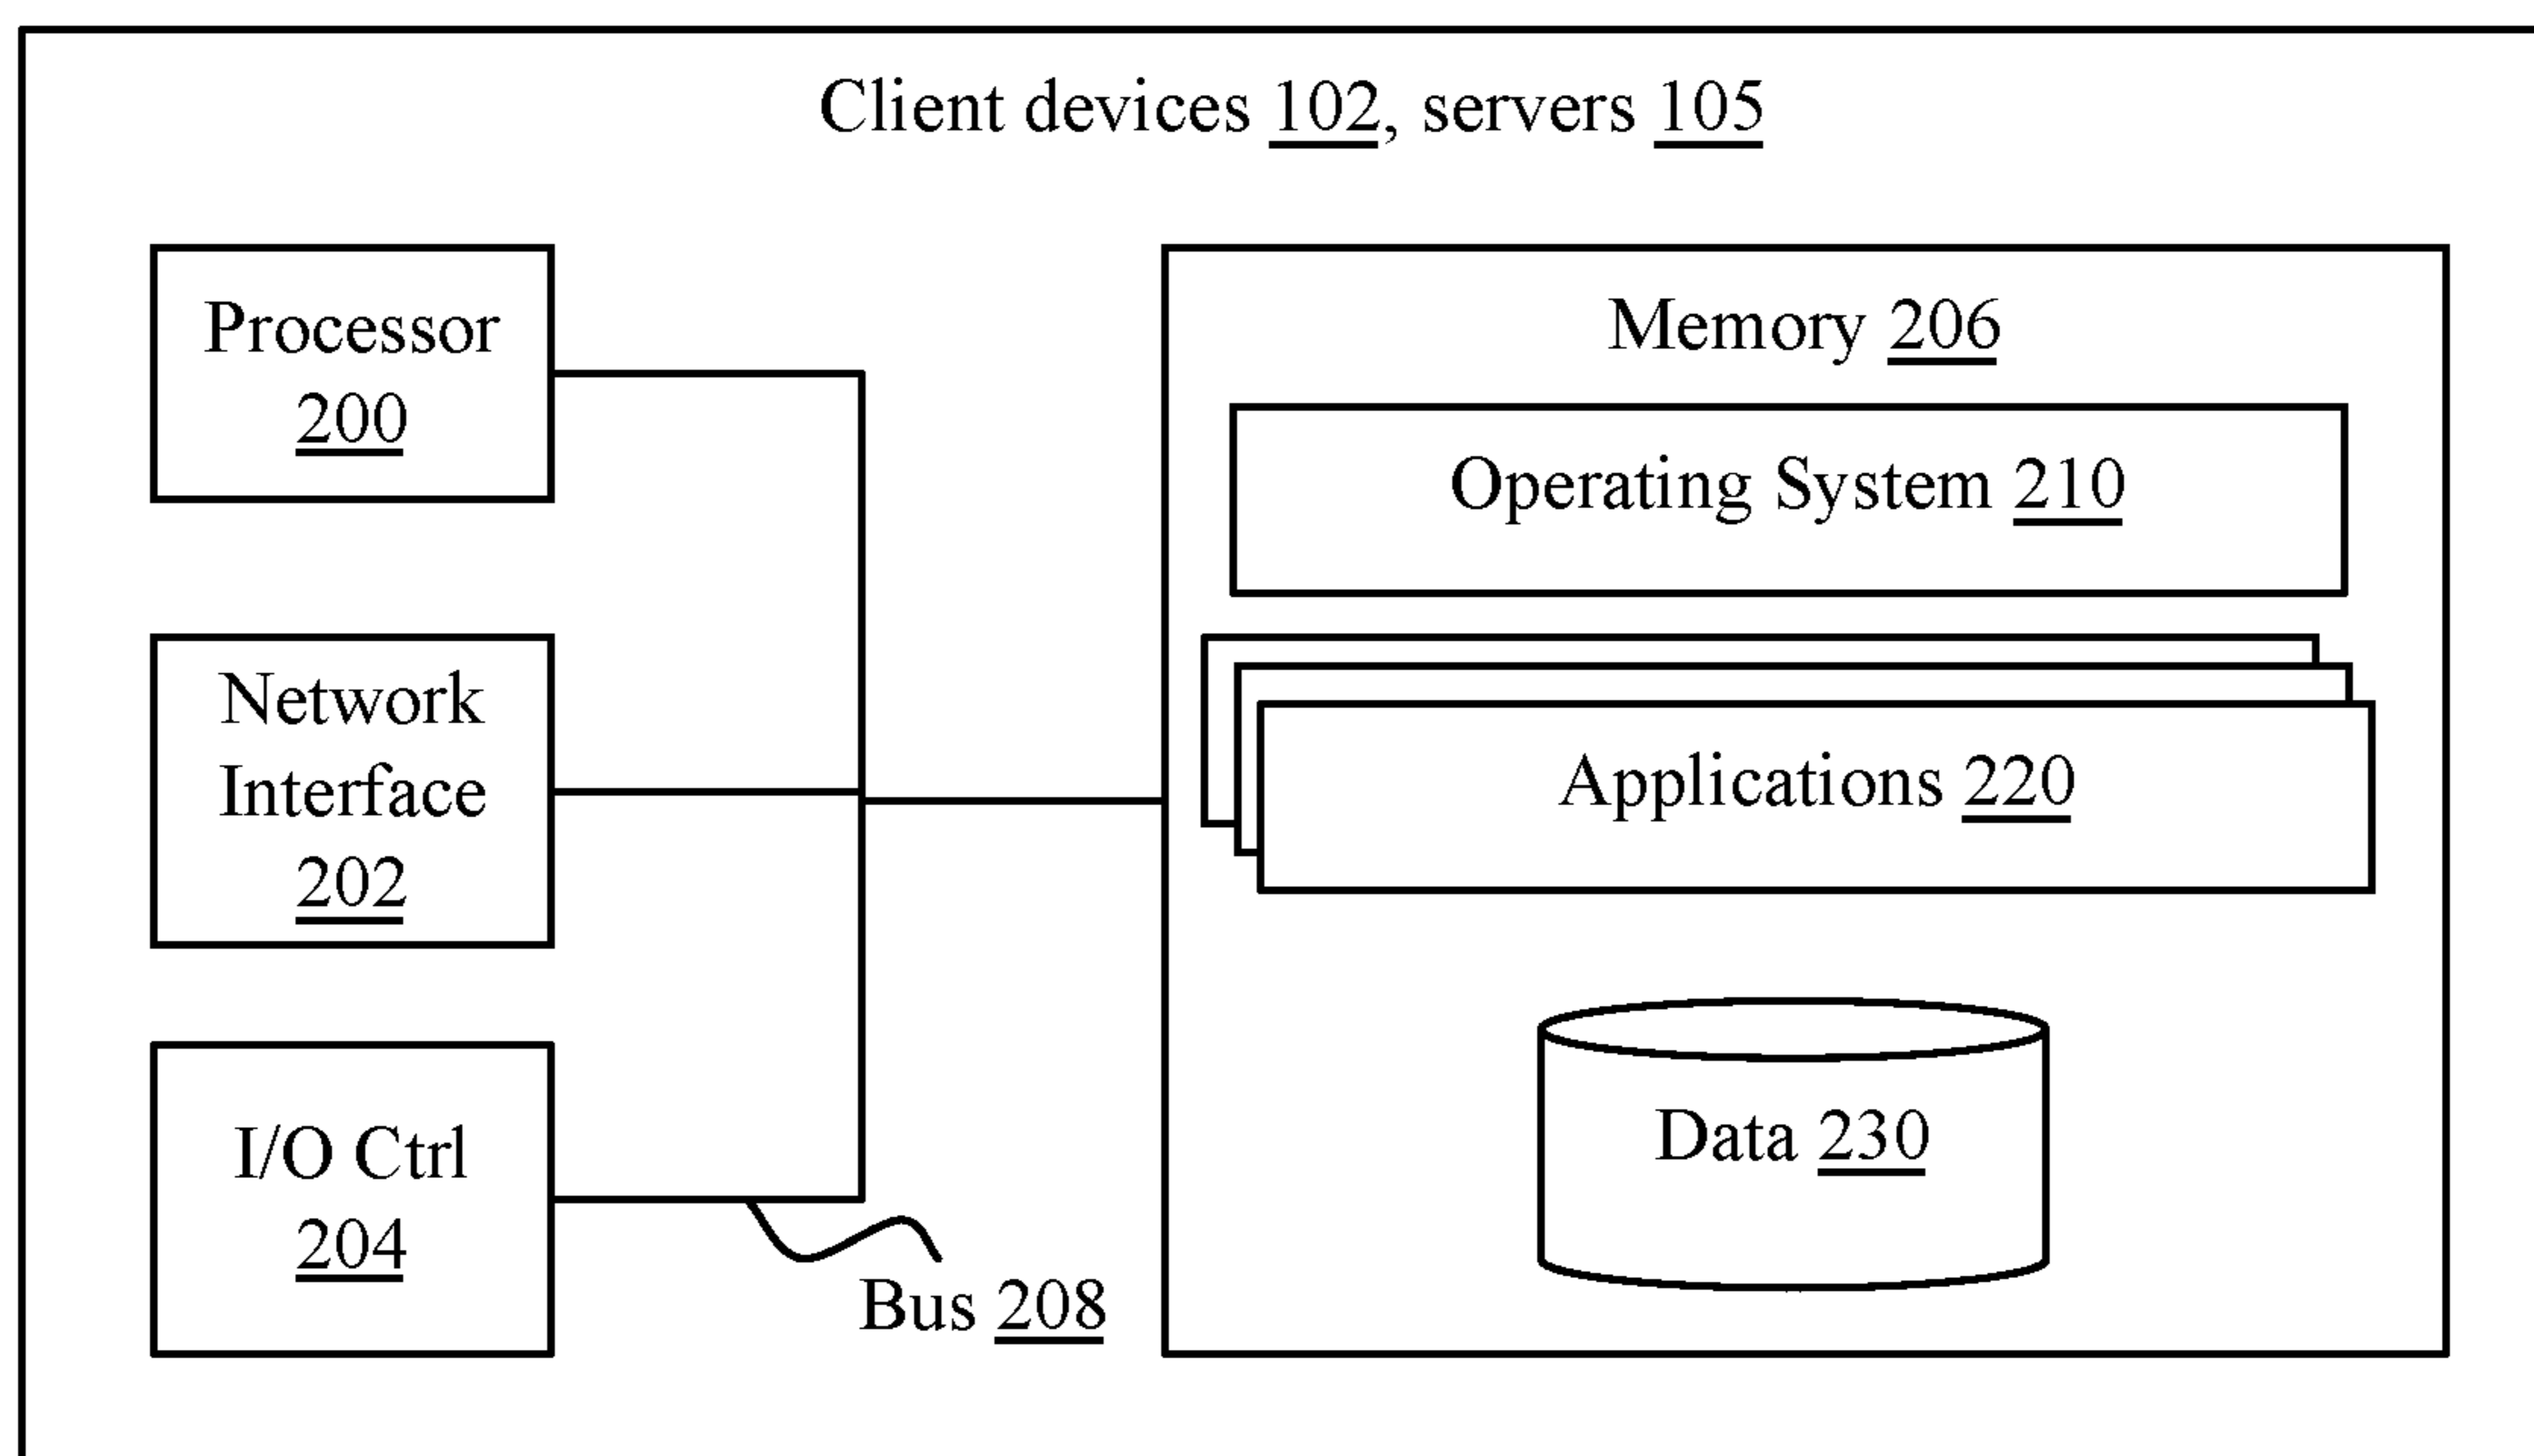 Client devices 102, servers 105
Processor
200
Network
Interface
202
I/O Ctrl
204
Bus 208
Memory 206
Operating System 210
Applications 220
Data 230